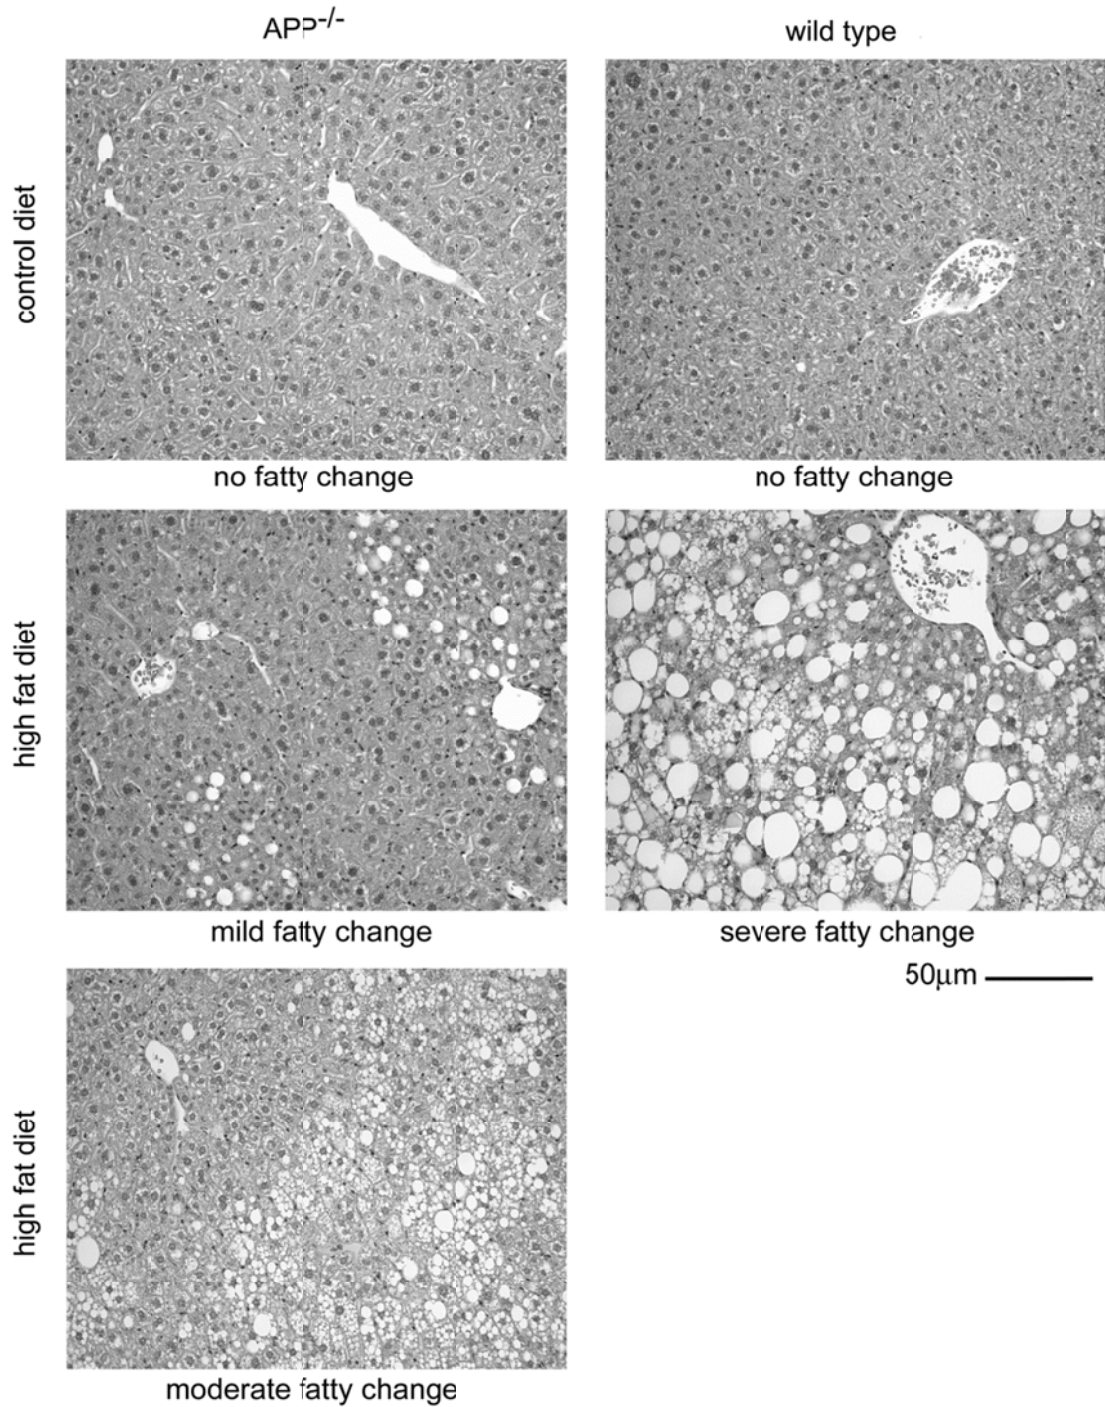 APP-/-
wild type
control diet
no fatty change
no fatty change
high fat diet
mild fatty change
severe fatty change
50μm
high fat diet
moderate fatty change